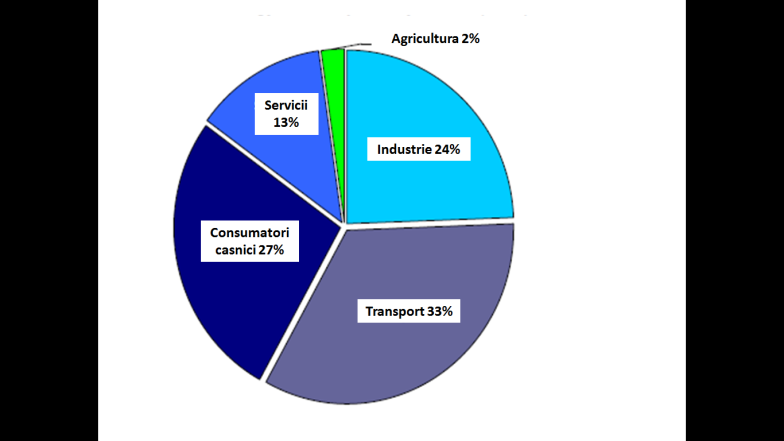 Agricultura 2%
Servicii
13%
Industrie 24%
Consumatori
casnici 27%
Transport 33%